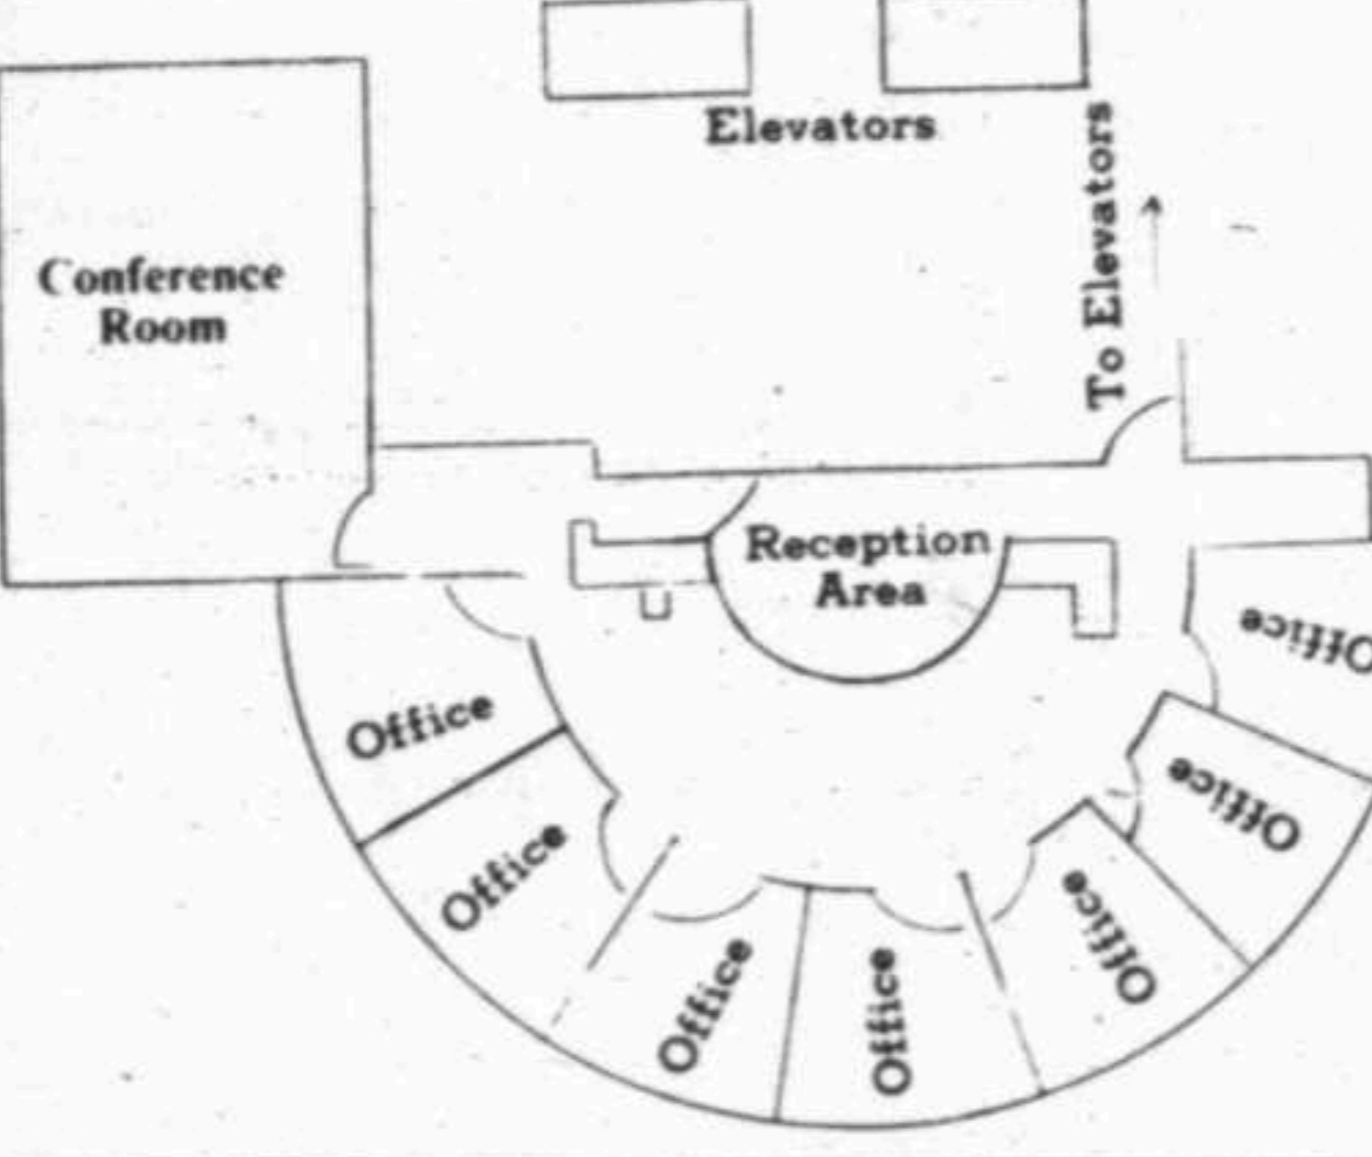 Elevators
To Elevators
Conference
Room
Reception
Area
Office
Office
Office
Office
Office
Office
Office